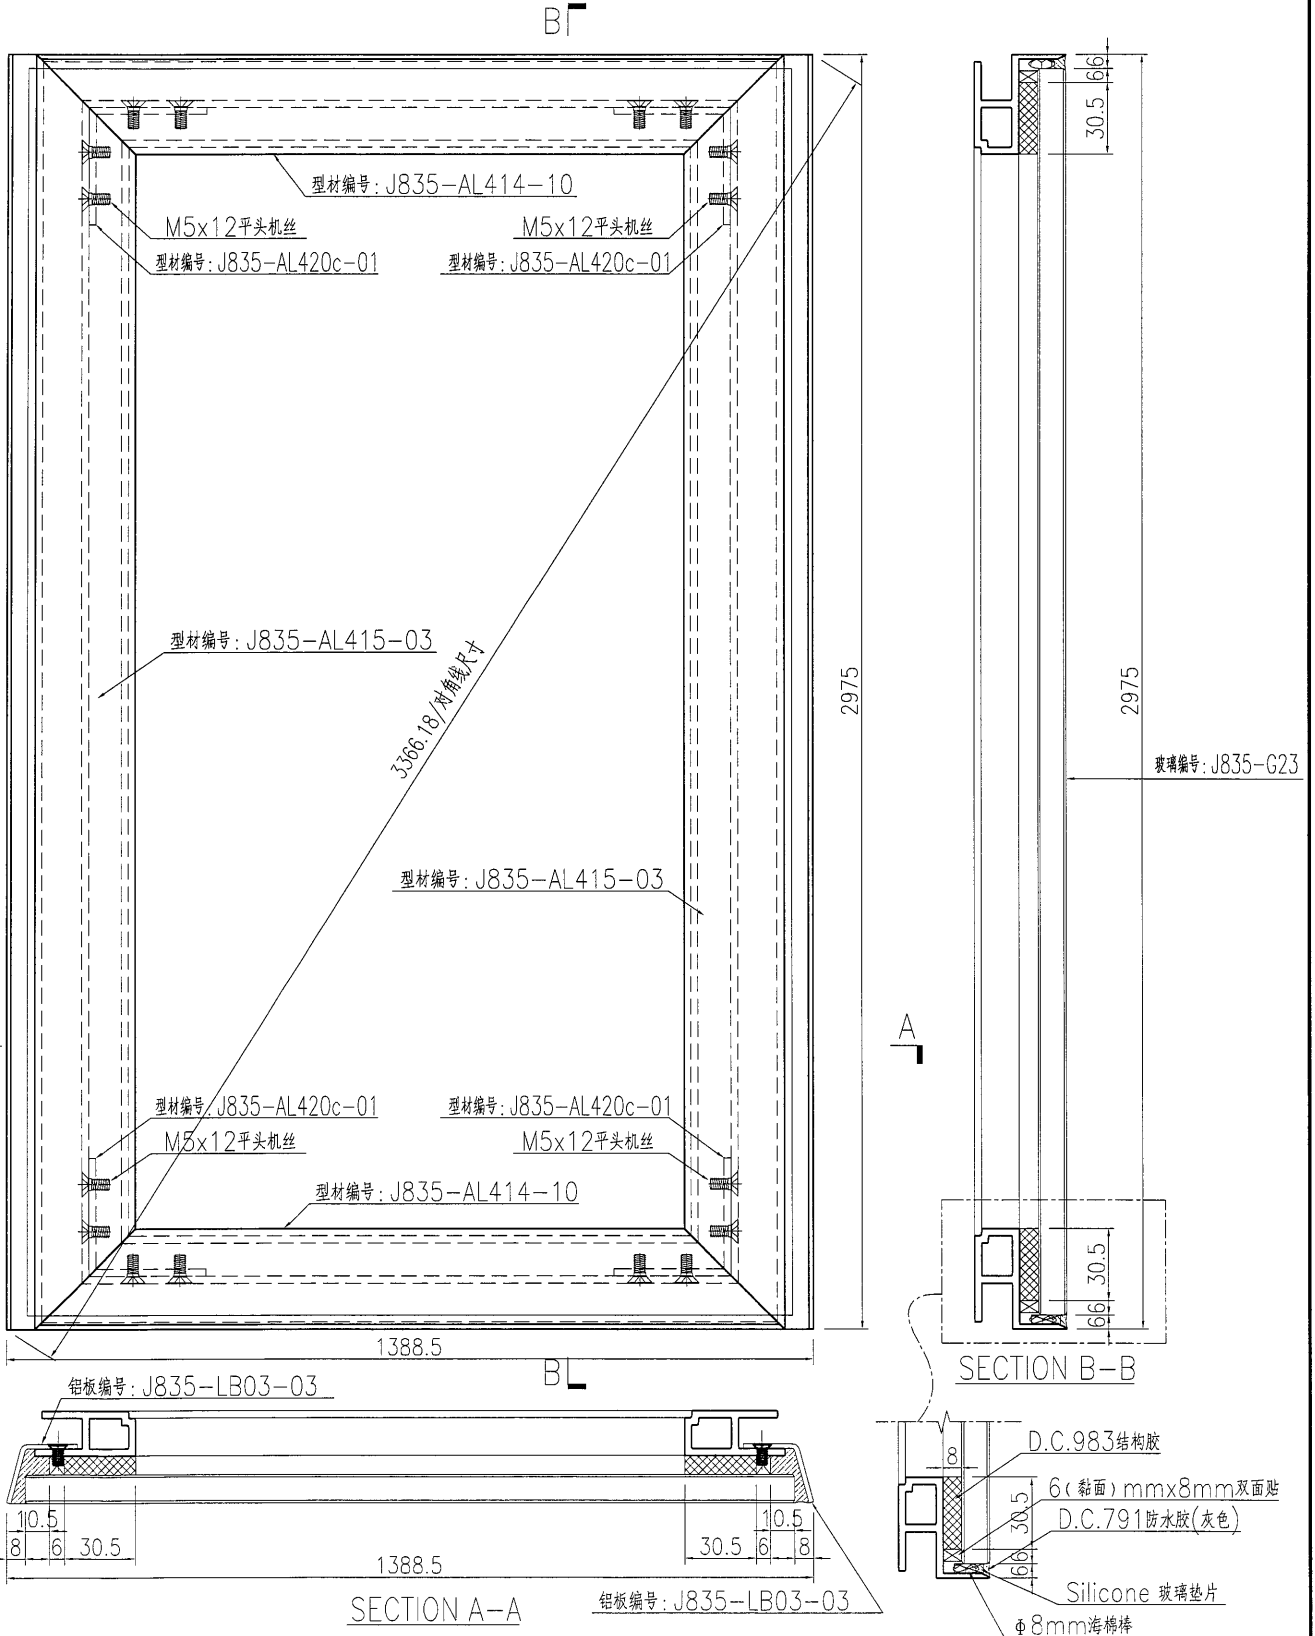 B
66
30.5
型材编号: J835-AL414-10
M5x12平头机丝
M5x12平头机丝
型材编号: J835-AL420c-01
型材编号: J835-AL420c-01
型材编号: J835-AL415-03
3366.18/对角线尺寸
2975
2975
玻璃编号: J835-G23
型材编号: J835-AL415-03
A
型材编号: J835-AL420c-01
型材编号: J835-AL420c-01
M5x12平头机丝
M5x12平头机丝
型材编号: J835-AL414-10
30.5
66
1388.5
B
SECTION B-B
铝板编号: J835-LB03-03
D.C.983结构胶
8
6(黏面)mmx8mm双面贴
30.5
D.C.791防水胶(灰色)
66
10.5
10.5
8
6
30.5
30.5
6
8
1388.5
Silicone 玻璃垫片
铝板编号: J835-LB03-03
SECTION A-A
Φ8mm海棉棒